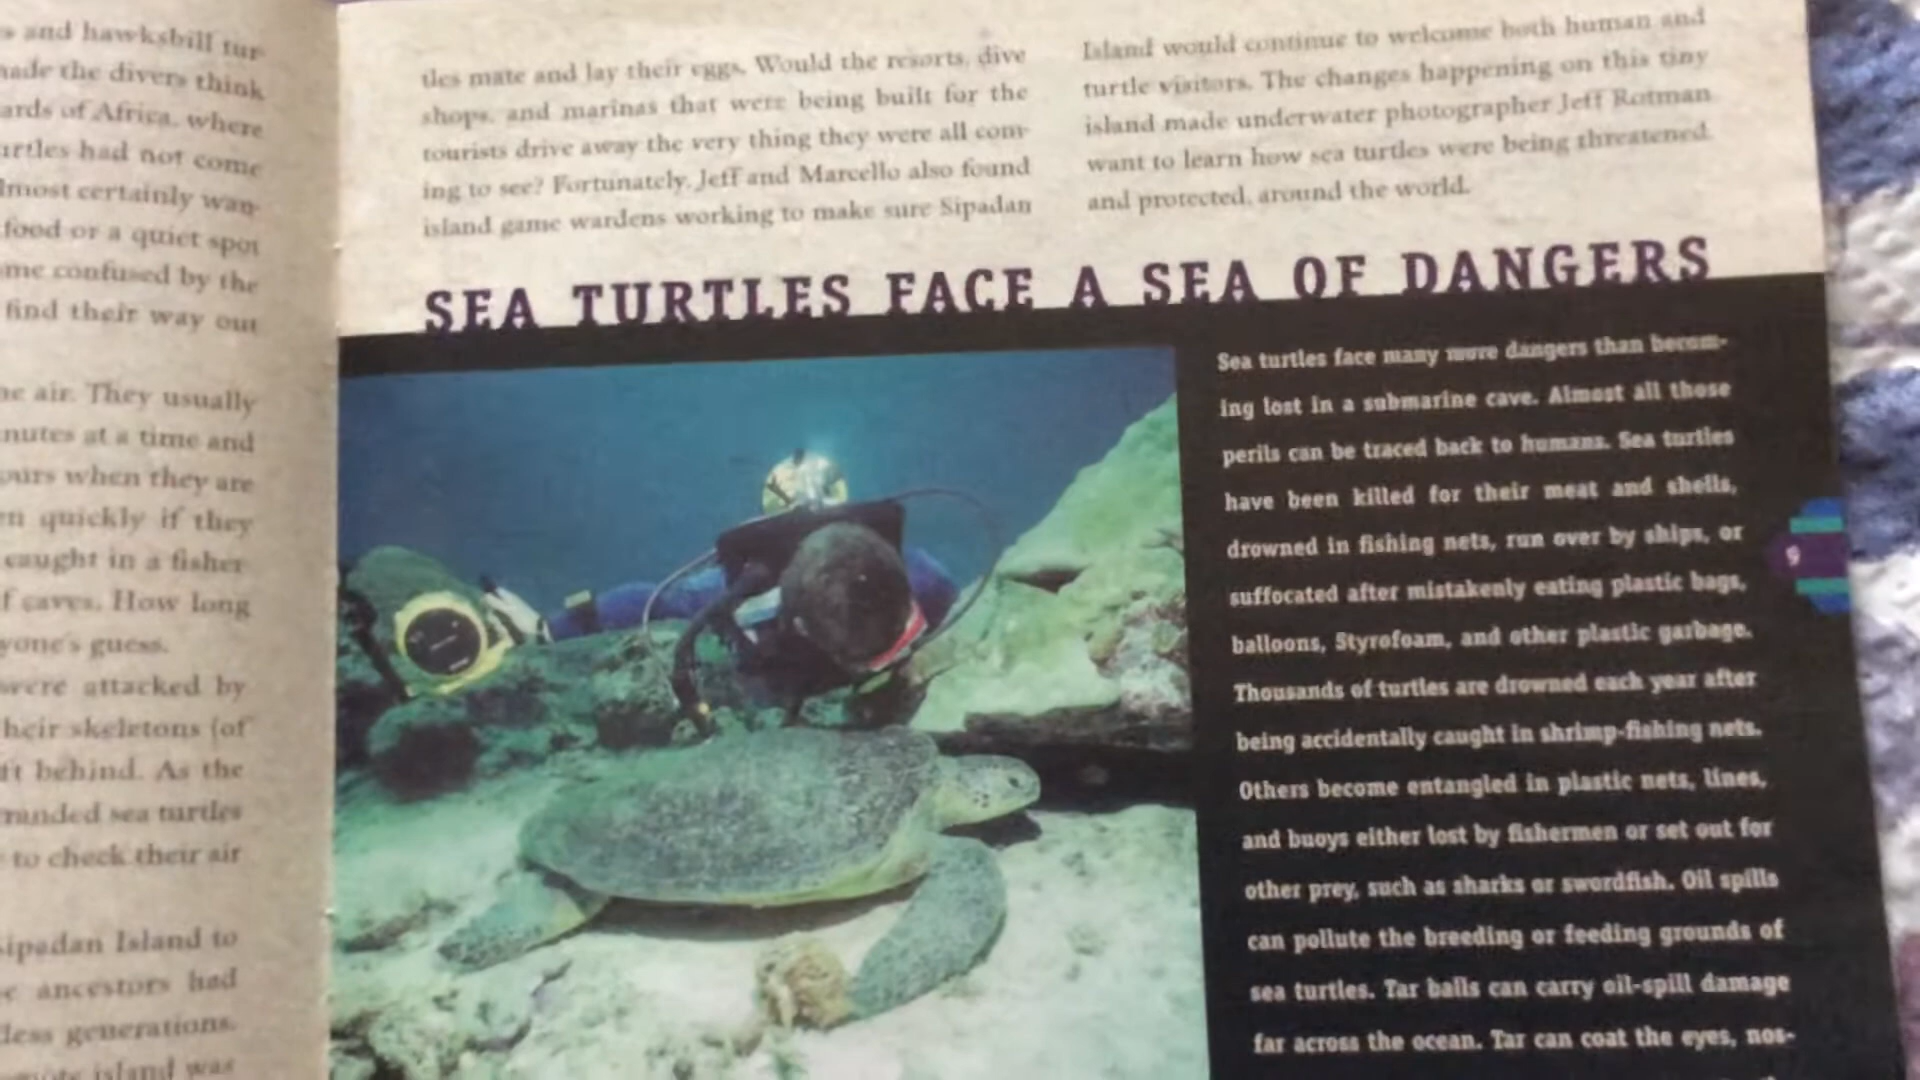 and hawksbill tur-
made the divers think
ards of Africa, where
urtles had not come
lmost certainly wan-
food or a quiet spot
me confused by the
find their way out
he air. They usually
nutes at a time and
ours when they are
n quickly if they
caught in a fisher
f caves. How long
yone's guess.
were attacked by
heir skeletons (of
ft behind. As the
randed sea turtles
to check their air
Sipadan Island to
ancestors had
less generations.
island was
tles mate and lay their eggs. Would the resorts, dive
shops, and marinas that were being built for the
tourists drive away the very thing they were all com-
ing to see? Fortunately, Jeff and Marcello also found
island game wardens working to make sure Sipadan
Island would continue to welcome both human and
turtle visitors. The changes happening on this tiny
island made underwater photographer Jeff Rotman
want to learn how sea turtles were being threatened,
and protected, around the world.
SEA TURTLES FACE A SEA OF DANGERS
Sea turtles face many more dangers than becom-
ing lost in a submarine cave. Almost all those
perils can be traced back to humans. Sea turtles
have been killed for their meat and shells,
drowned in fishing nets, run over by ships, or
suffocated after mistakenly eating plastic bags,
balloons, Styrofoam, and other plastic garbage.
Thousands of turtles are drowned each year after
being accidentally caught in shrimp-fishing nets.
Others become entangled in plastic nets, lines,
and buoys either lost by fishermen or set out for
other prey, such as sharks or swordfish. Oil spills
can pollute the breeding or feeding grounds of
sea turtles. Tar balls can carry oil-spill damage
far across the ocean. Tar can coat the eyes, nos-
9